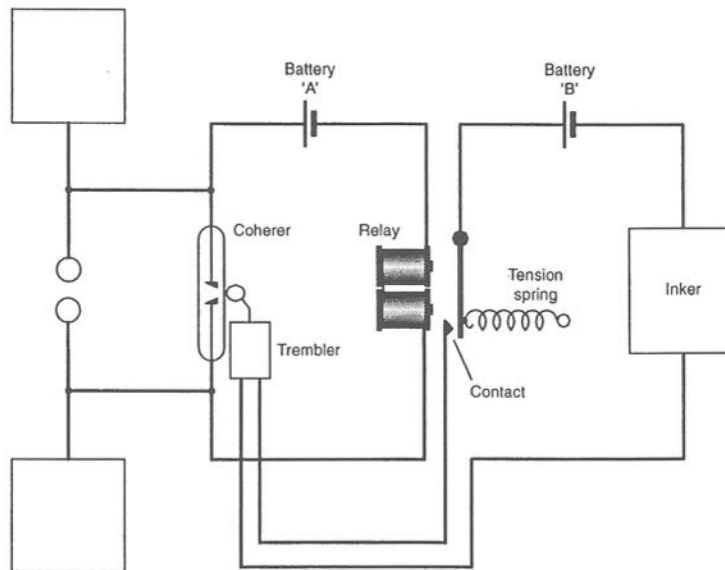 Battery
'A'
Battery
'B'
Coherer
Relay
Tension
spring
Inker
Trembler
Contact